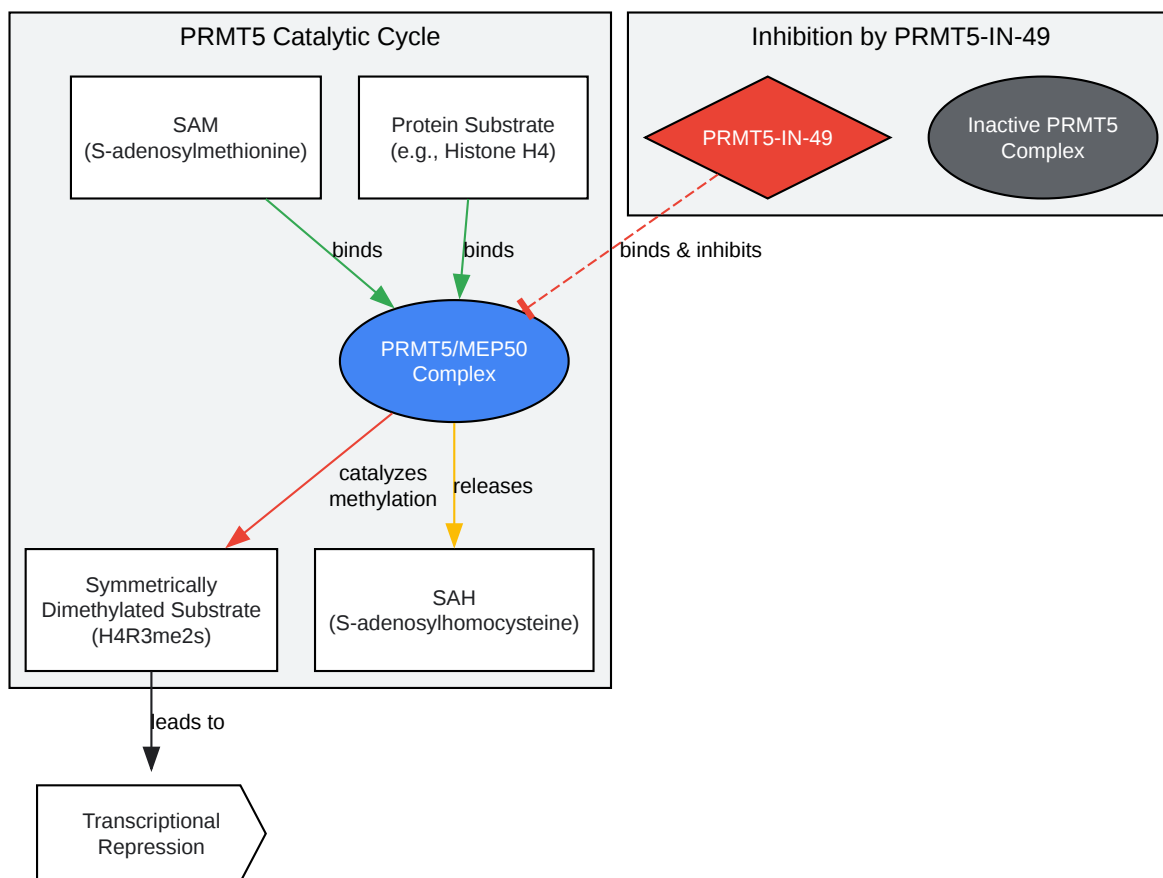 PRMT5 Catalytic Cycle
Inhibition by PRMT5-IN-49
SAM
(S-adenosylmethionine)
Protein Substrate
(e.g., Histone H4)
PRMT5-IN-49
Inactive PRMT5
Complex
binds
binds
binds & inhibits
PRMT5/MEP50
Complex
catalyzes
methylation
releases
Symmetrically
Dimethylated Substrate
(H4R3me2s)
SAH
(S-adenosylhomocysteine)
leads to
Transcriptional
Repression